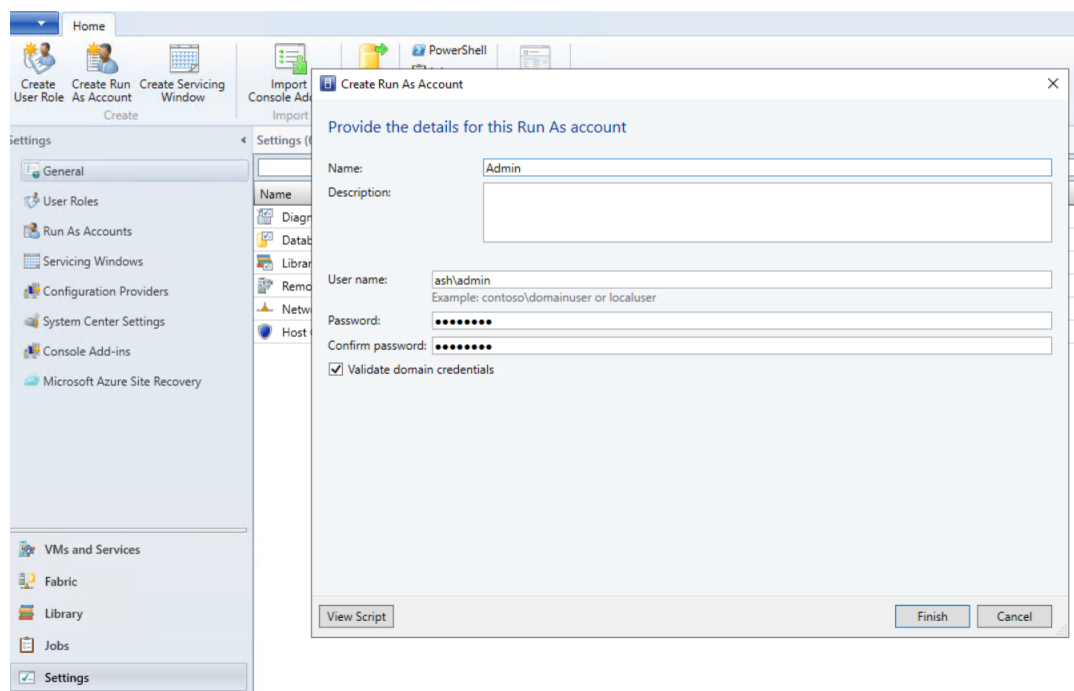 Home
PowerShell
Create User Role
Create Run As Account
Create Servicing Window
Import Console Add
Create
Import
Settings
Settings (
General
User Roles
Run As Accounts
Servicing Windows
Configuration Providers
System Center Settings
Console Add-ins
Microsoft Azure Site Recovery
Name
Diagn
Datab
Librar
Remo
Netw
Host
Create Run As Account
Provide the details for this Run As account
Name:
Admin
Description:
User name:
ash\admin
Example: contoso\domainuser or localuser
Password:
●●●●●●●●
Confirm password:
●●●●●●●●
Validate domain credentials
View Script
Finish
Cancel
VMs and Services
Fabric
Library
Jobs
Settings